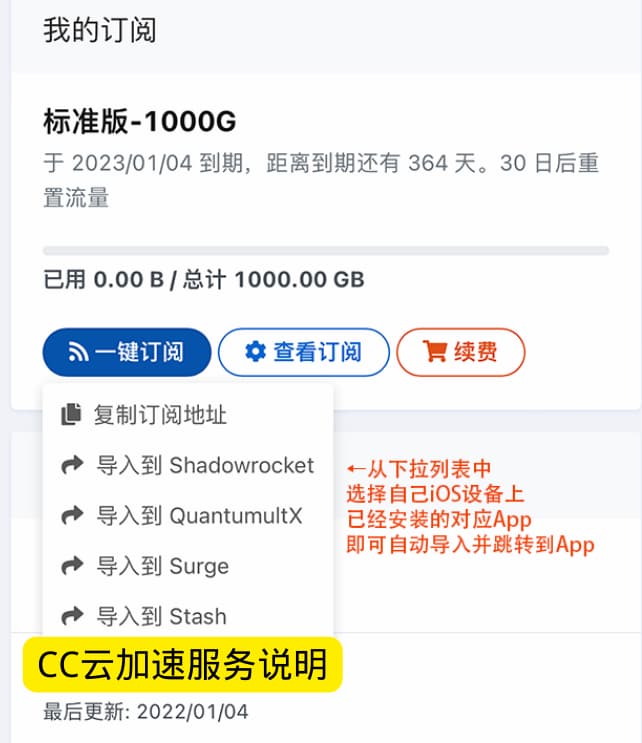 我的订阅
标准版-1000G
于 2023/01/04 到期，距离到期还有 364 天。30 日后重
置流量
已用 0.00 B / 总计 1000.00 GB
一键订阅
查看订阅
续费
复制订阅地址
导入到 Shadowrocket
导入到 QuantumultX
导入到 Surge
导入到 Stash
←从下拉列表中
选择自己iOS设备上
已经安装的对应App
即可自动导入并跳转到App
CC云加速服务说明
最后更新: 2022/01/04